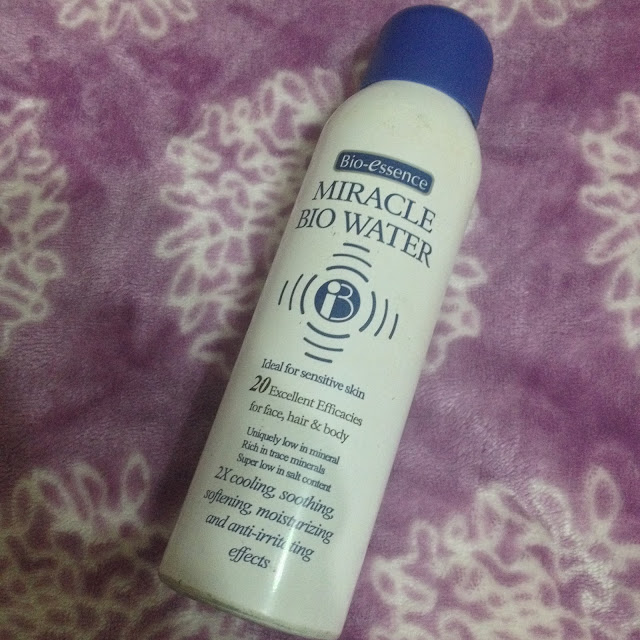 Bio-essence
MIRACLE
BIO WATER
iB
Ideal for sensitive skin
20 Excellent Efficacies
for face, hair & body
Uniquely low in mineral
Rich in trace minerals
Super low in salt content
2X cooling, soothing,
softening, moisturizing
and anti-irritating
effects